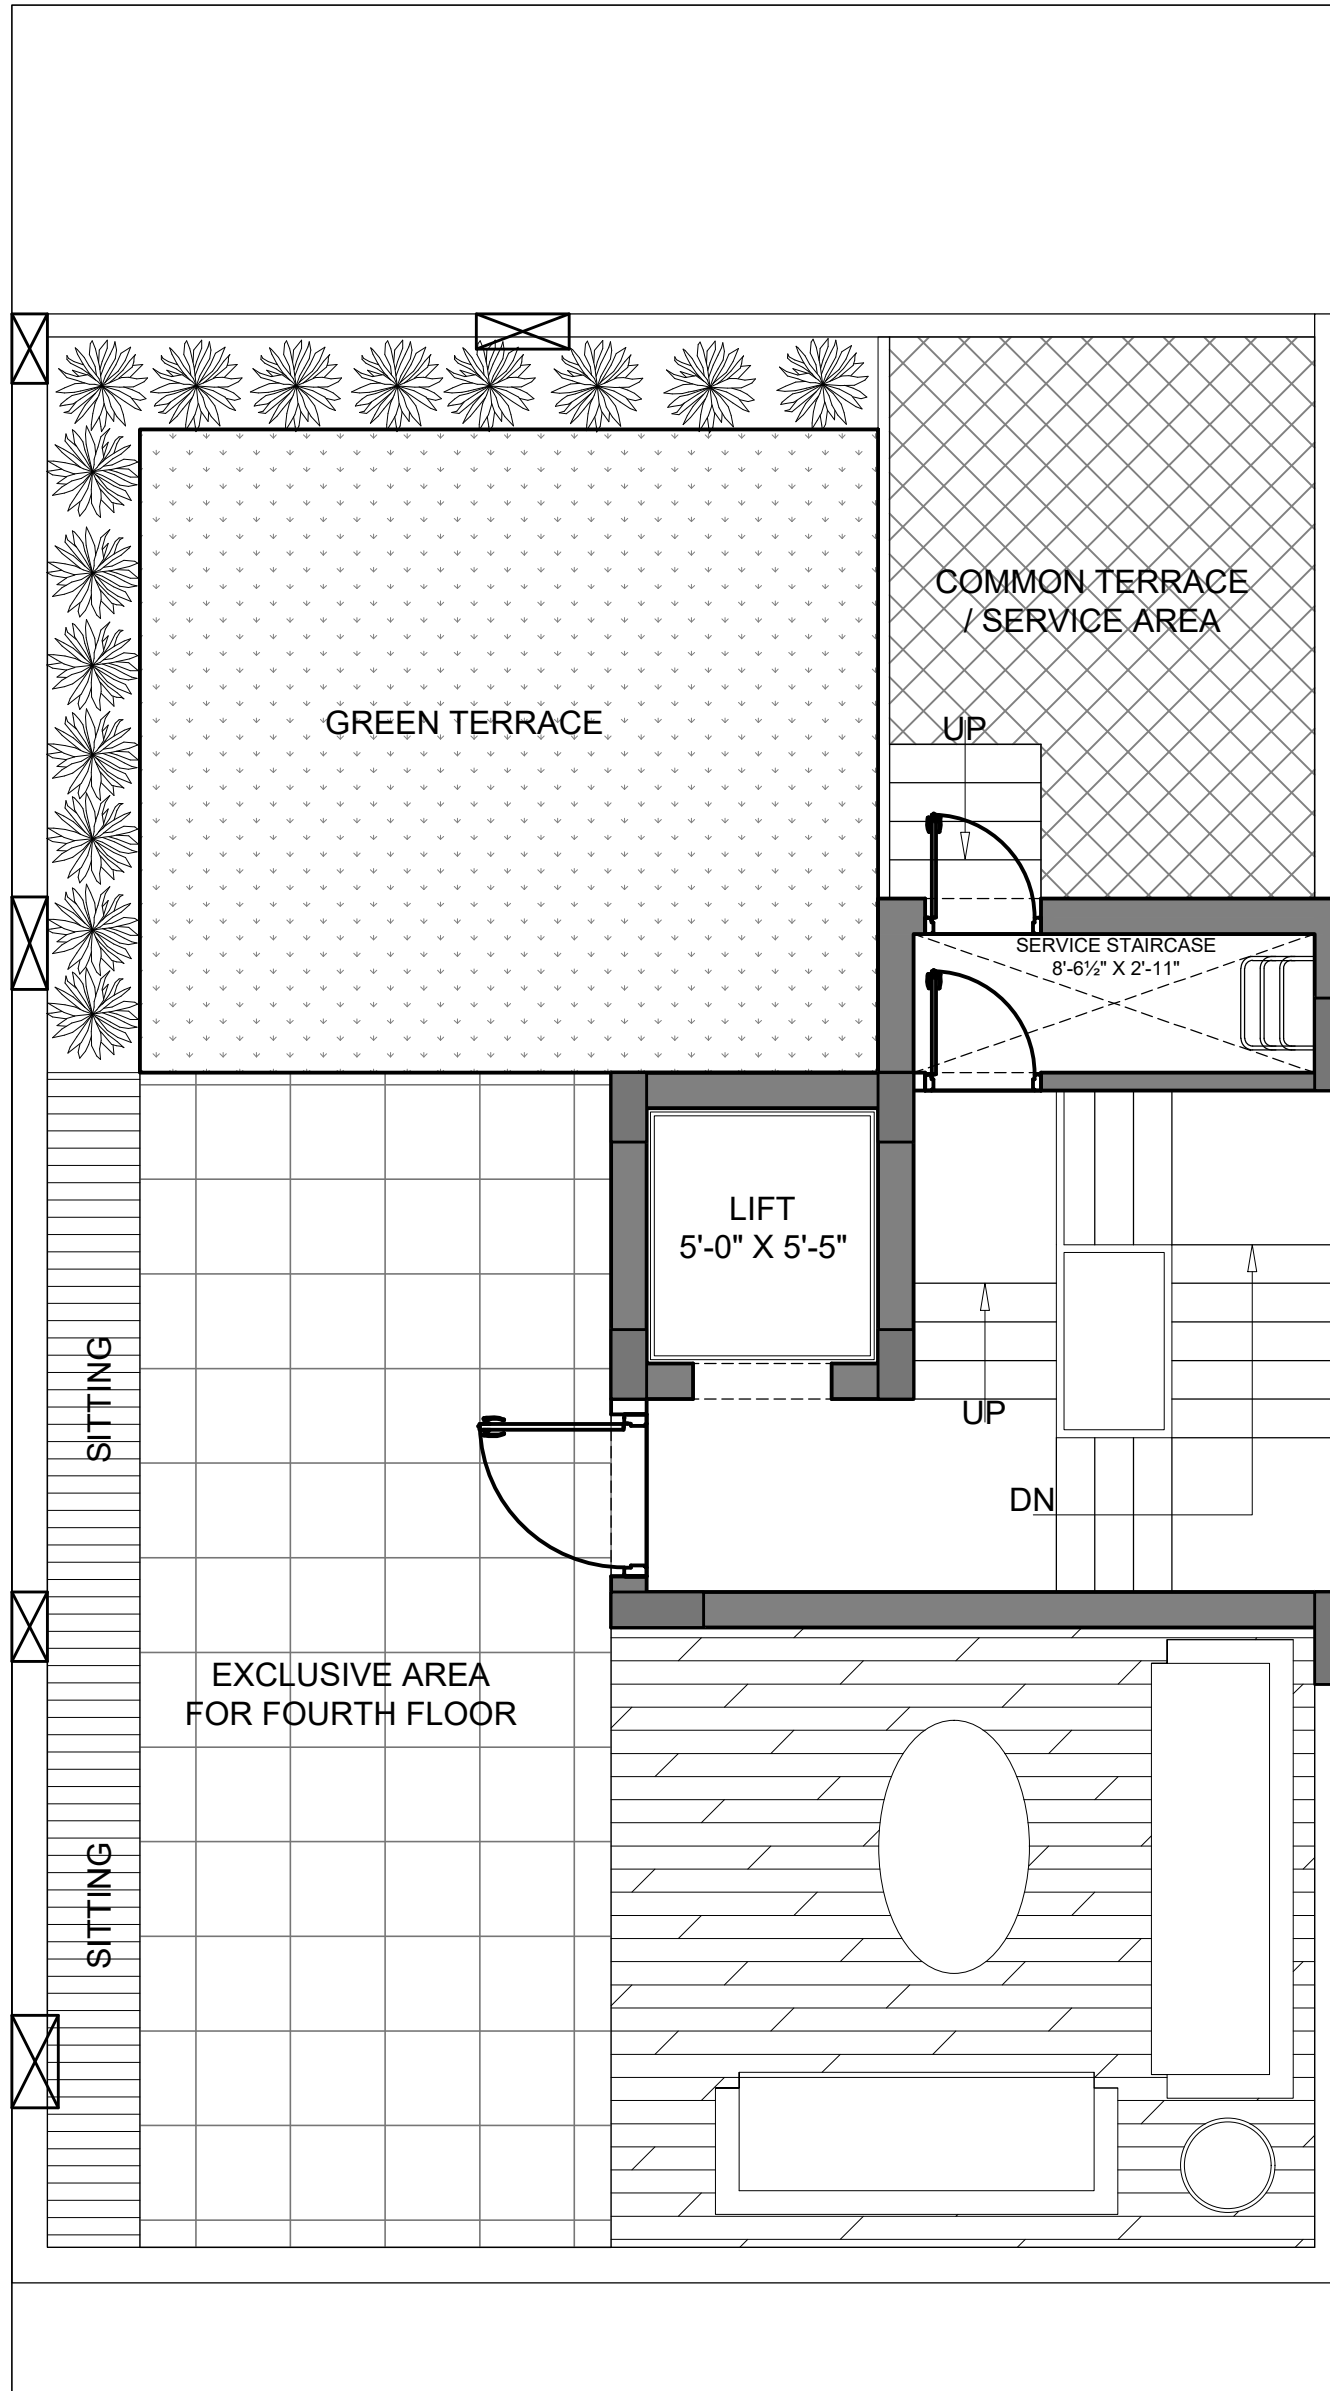 COMMON TERRACE
/ SERVICE AREA
GREEN TERRACE
UP
SERVICE STAIRCASE
8'-6½" X 2'-11"
LIFT
5'-0" X 5'-5"
SITTING
UP
DN
EXCLUSIVE AREA
FOR FOURTH FLOOR
SITTING